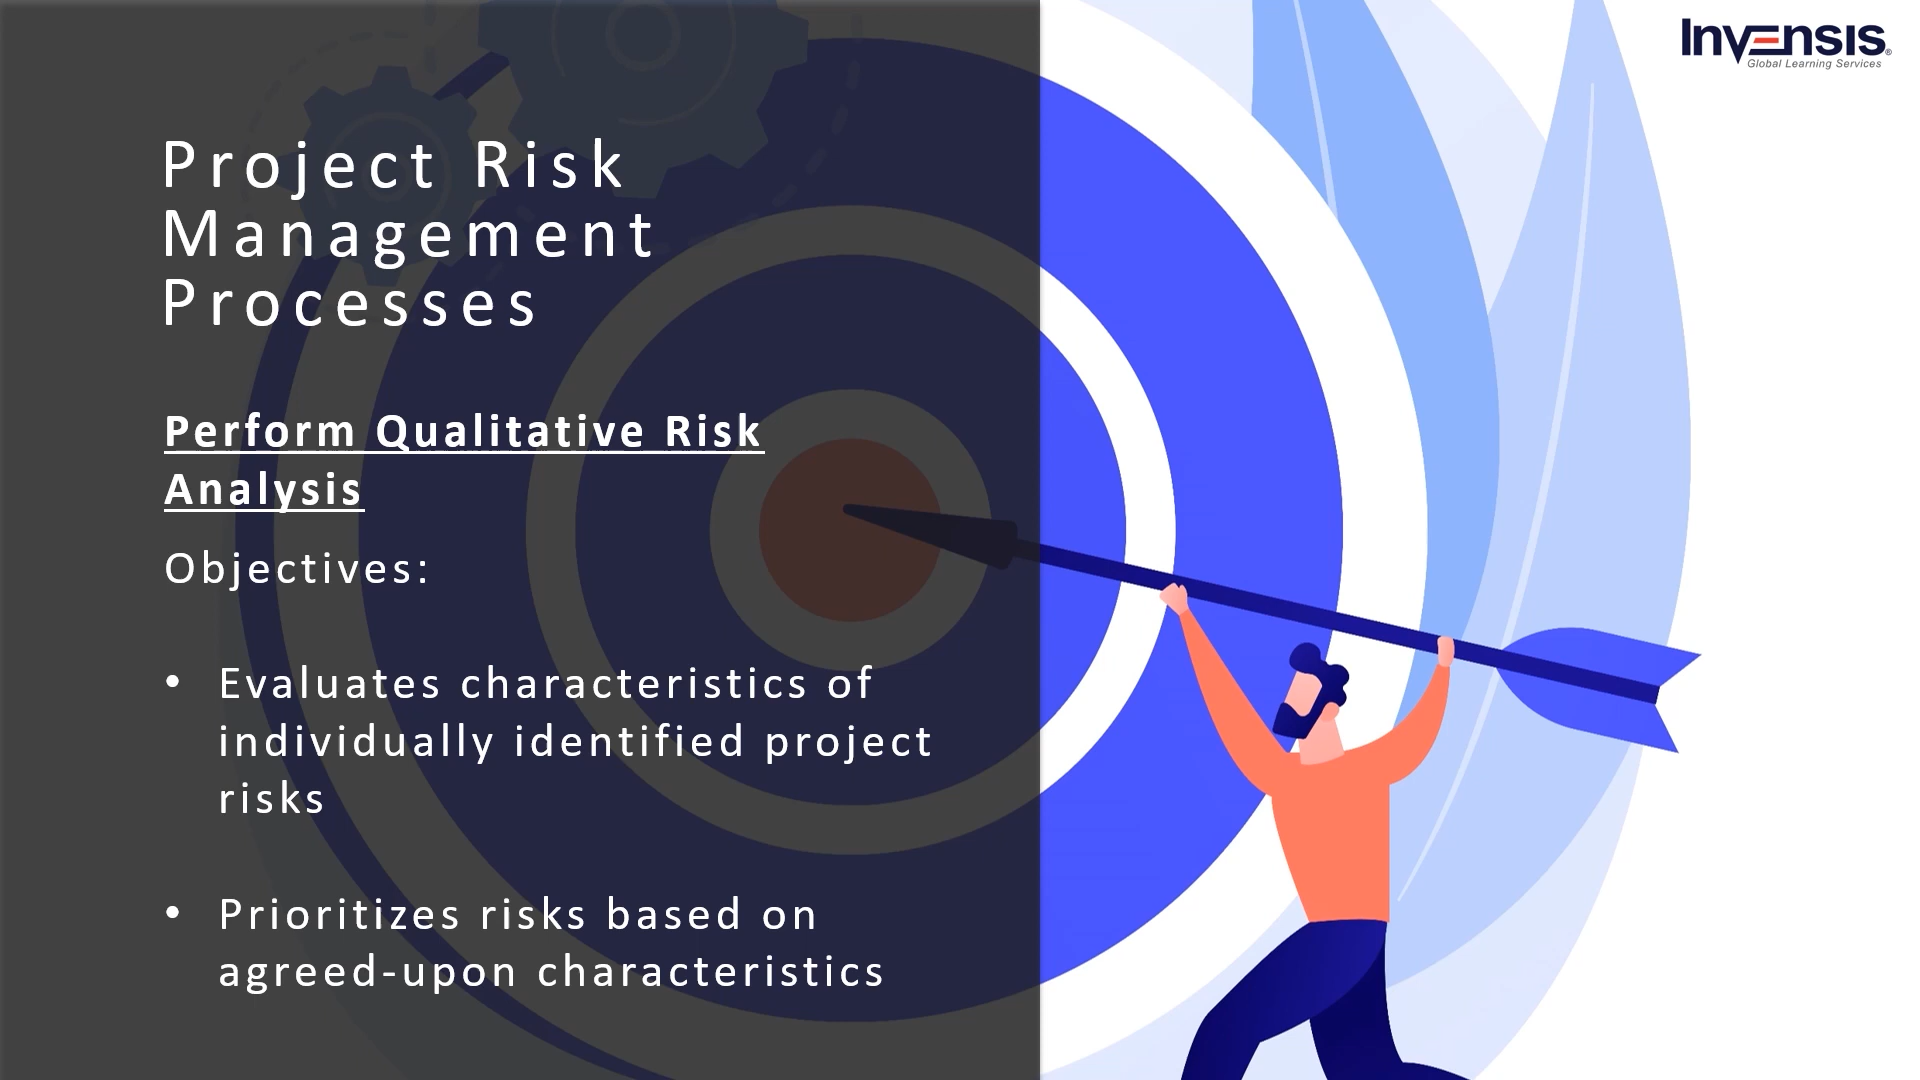 Invensis®
Global Learning Services
Project Risk
Management
Processes
Perform Qualitative Risk
Analysis
Objectives:
• Evaluates characteristics of
individually identified project
risks
• Prioritizes risks based on
agreed-upon characteristics